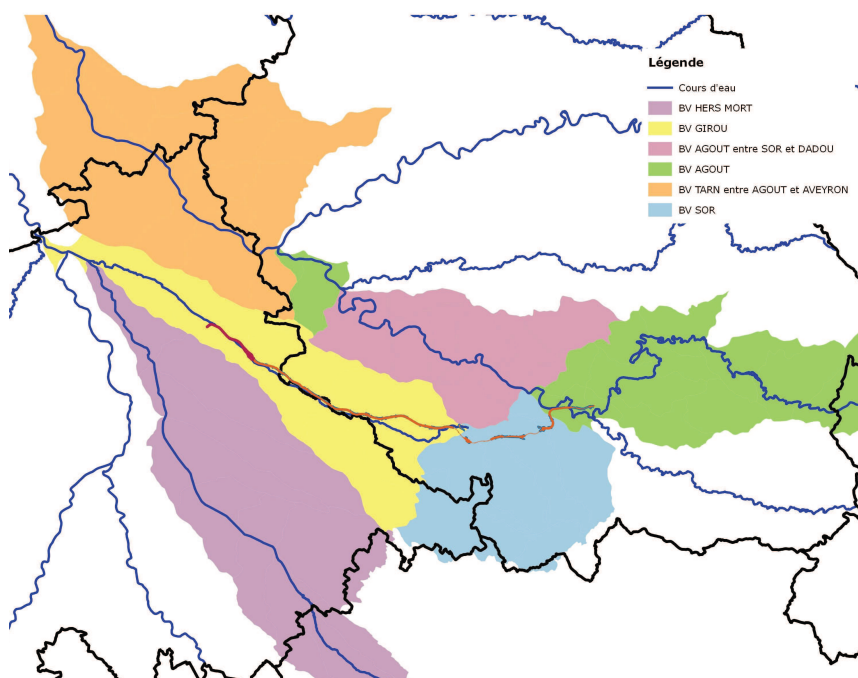 Légende
Cours d'eau
BV HERS MORT
BV GIROU
BV AGOUT entre SOR et DADOU
BV AGOUT
BV TARN entre AGOUT et AVEYRON
BV SOR